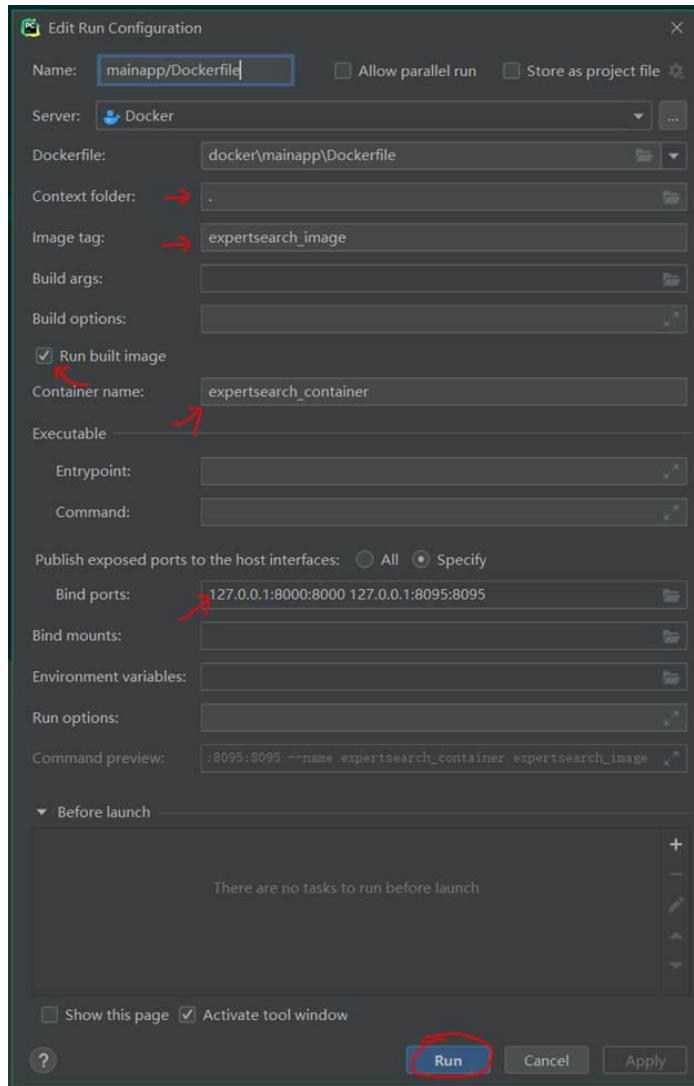 PC Edit Run Configuration
Name: mainapp/Dockerfile Allow parallel run Store as project file
Server: Docker ...
Dockerfile: docker\mainapp\Dockerfile
Context folder: .
Image tag: expertsearch_image
Build args:
Build options:
Run built image
Container name: expertsearch_container
Executable
Entrypoint:
Command:
Publish exposed ports to the host interfaces: All Specify
Bind ports: 127.0.0.1:8000:8000 127.0.0.1:8095:8095
Bind mounts:
Environment variables:
Run options:
Command preview: :8095:8095 --name expertsearch_container expertsearch_image
Before launch
There are no tasks to run before launch
Show this page Activate tool window
? Run Cancel Apply